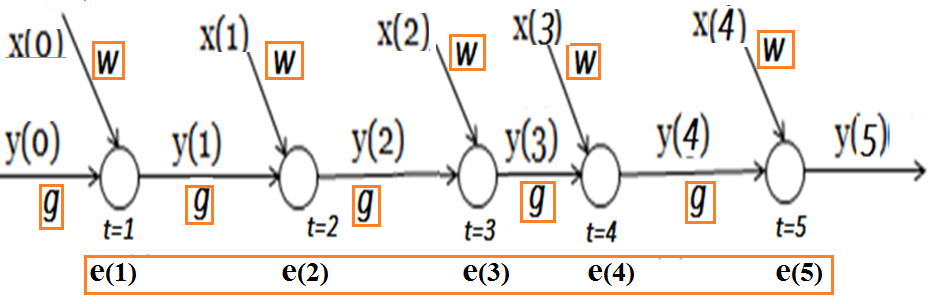 x(0) w x(1) w x(2) w x(3) w x(4) w
y(0) y(1) y(2) y(3) y(4) y(5)
g g g g g
t=1 t=2 t=3 t=4 t=5
e(1) e(2) e(3) e(4) e(5)